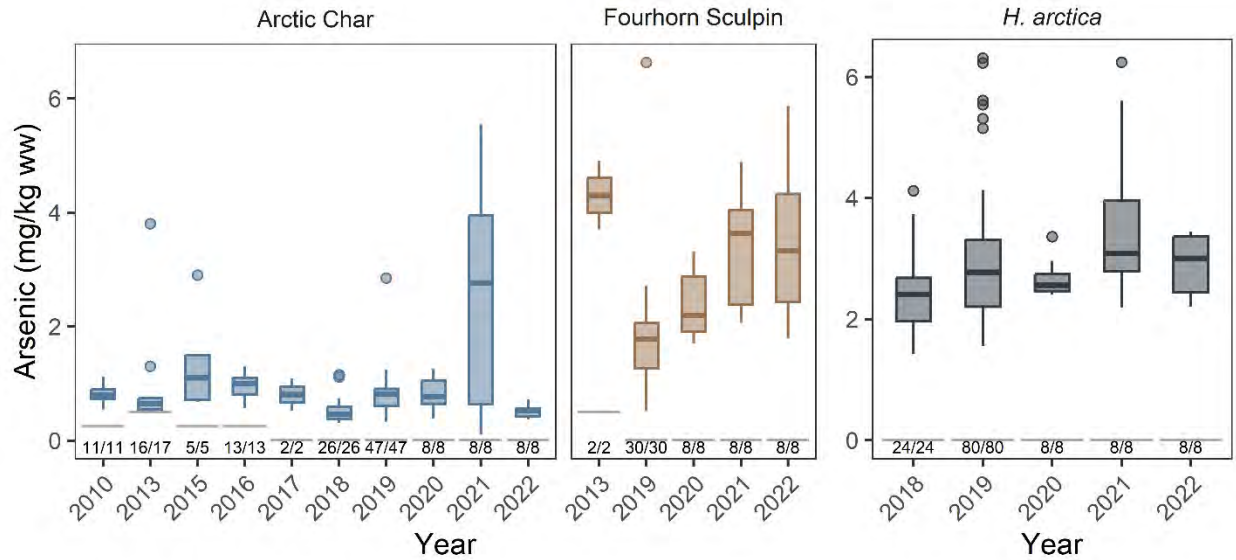 Arctic Char
Fourhorn Sculpin
H. arctica
Arsenic (mg/kg ww)
6
4
2
0
11/11 16/17 5/5 13/13 2/2 26/26 47/47 8/8 8/8 8/8
2010 2013 2015 2016 2017 2018 2019 2020 2021 2022
Year
2/2 30/30 8/8 8/8 8/8
2013 2019 2020 2021 2022
6
4
2
0
24/24 80/80 8/8 8/8 8/8
2018 2019 2020 2021 2022
Year